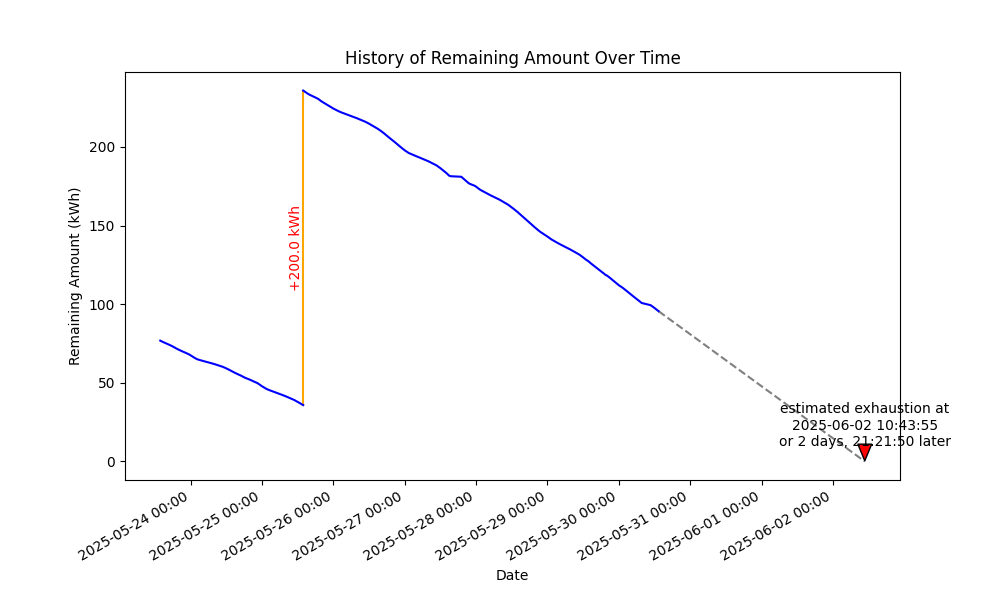 History of Remaining Amount Over Time
Remaining Amount (kWh)
200
150
100
50
0
+200.0 kWh
estimated exhaustion at
2025-06-02 10:43:55
or 2 days, 21:21:50 later
2025-05-24 00:00
2025-05-25 00:00
2025-05-26 00:00
2025-05-27 00:00
2025-05-28 00:00
2025-05-29 00:00
2025-05-30 00:00
2025-05-31 00:00
2025-06-01 00:00
2025-06-02 00:00
Date